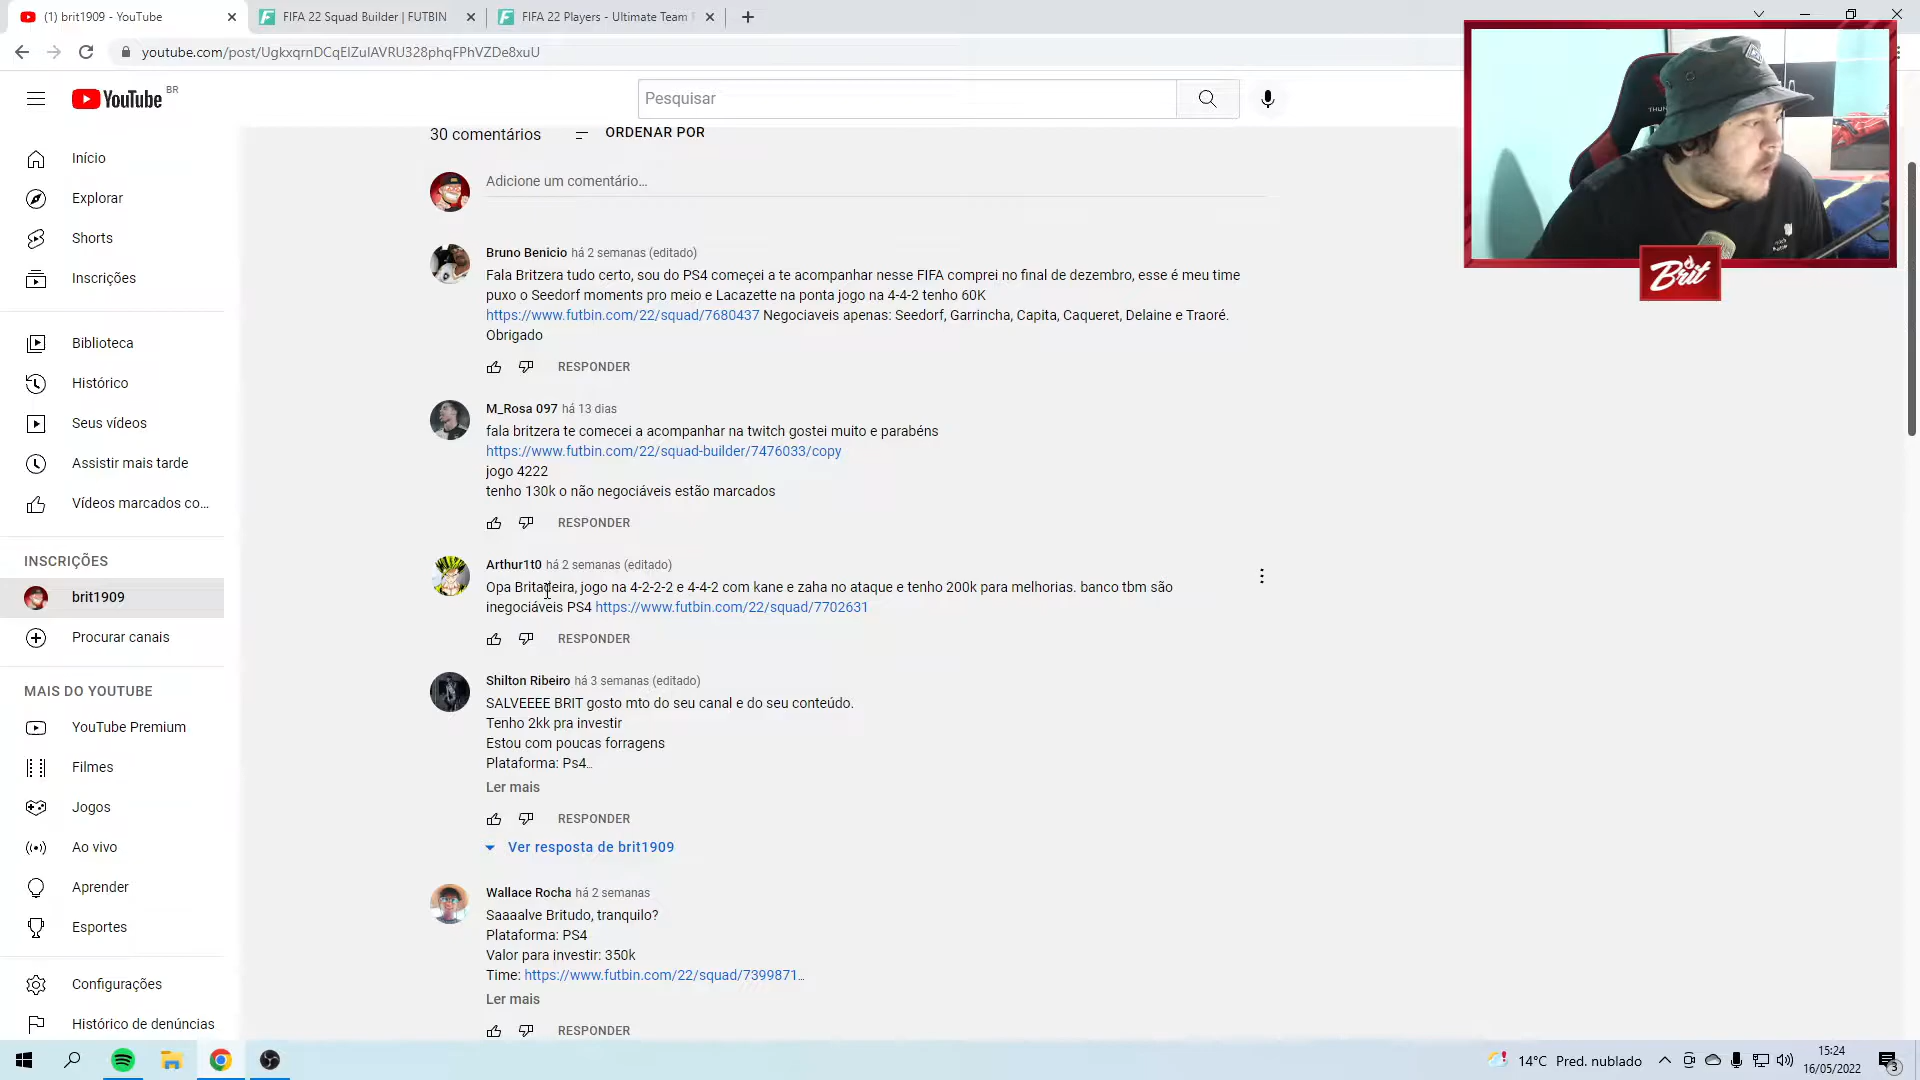 (1) brit1909 - YouTube
FIFA 22 Squad Builder | FUTBIN
FIFA 22 Players - Ultimate Team
youtube.com/post/UgkxqrnDCqEIZulAVRU328phqFPhVZDe8xuU
YouTube BR
Pesquisar
Início
Explorar
Shorts
Inscrições
Biblioteca
Histórico
Seus vídeos
Assistir mais tarde
Vídeos marcados co...
INSCRIÇÕES
brit1909
Procurar canais
MAIS DO YOUTUBE
YouTube Premium
Filmes
Jogos
Ao vivo
Aprender
Esportes
Configurações
Histórico de denúncias
30 comentários
ORDENAR POR
Adicione um comentário...
Bruno Benicio há 2 semanas (editado)
Fala Britzera tudo certo, sou do PS4 começei a te acompanhar nesse FIFA comprei no final de dezembro, esse é meu time
puxo o Seedorf moments pro meio e Lacazette na ponta jogo na 4-4-2 tenho 60K
https://www.futbin.com/22/squad/7680437 Negociaveis apenas: Seedorf, Garrincha, Capita, Caqueret, Delaine e Traoré.
Obrigado
RESPONDER
M_Rosa 097 há 13 dias
fala britzera te comecei a acompanhar na twitch gostei muito e parabéns
https://www.futbin.com/22/squad-builder/7476033/copy
jogo 4222
tenho 130k o não negociáveis estão marcados
RESPONDER
Arthur1t0 há 2 semanas (editado)
Opa Britadeira, jogo na 4-2-2-2 e 4-4-2 com kane e zaha no ataque e tenho 200k para melhorias. banco tbm são
inegociáveis PS4 https://www.futbin.com/22/squad/7702631
RESPONDER
Shilton Ribeiro há 3 semanas (editado)
SALVEEEE BRIT gosto mto do seu canal e do seu conteúdo.
Tenho 2kk pra investir
Estou com poucas forragens
Plataforma: Ps4...
Ler mais
RESPONDER
Ver resposta de brit1909
Wallace Rocha há 2 semanas
Saaaalve Britudo, tranquilo?
Plataforma: PS4
Valor para investir: 350k
Time: https://www.futbin.com/22/squad/7399871...
Ler mais
RESPONDER
Brit
14°C Pred. nublado
15:24
16/05/2022
3